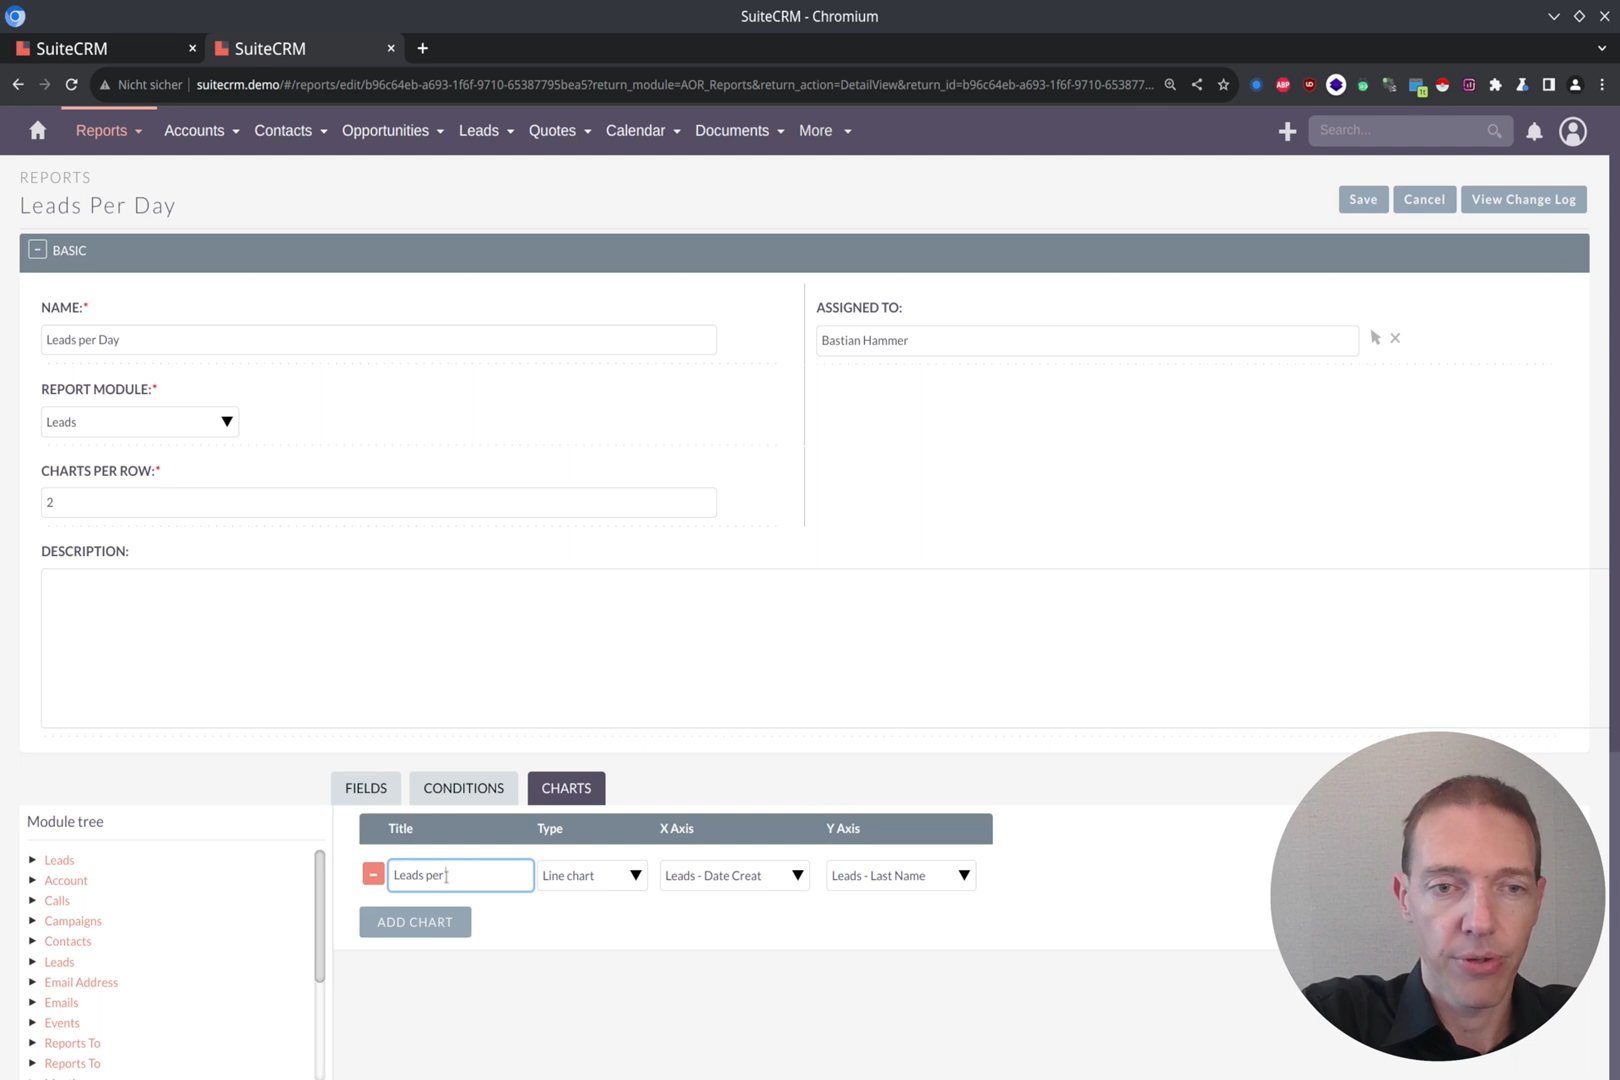 SuiteCRM - Chromium
SuiteCRM
SuiteCRM
Nicht sicher suitecrm.demo/#/reports/edit/b96c64eb-a693-1f6f-9710-65387795bea5?return_module=AOR_Reports&return_action=DetailView&return_id=b96c64eb-a693-1f6f-9710-653877...
Reports
Accounts
Contacts
Opportunities
Leads
Quotes
Calendar
Documents
More
Search...
REPORTS
Leads Per Day
Save
Cancel
View Change Log
BASIC
NAME:*
Leads per Day
ASSIGNED TO:
Bastian Hammer
REPORT MODULE:*
Leads
CHARTS PER ROW:*
2
DESCRIPTION:
FIELDS
CONDITIONS
CHARTS
Module tree
Leads
Account
Calls
Campaigns
Contacts
Leads
Email Address
Emails
Events
Reports To
Reports To
Title
Type
X Axis
Y Axis
Leads per
Line chart
Leads - Date Creat
Leads - Last Name
ADD CHART